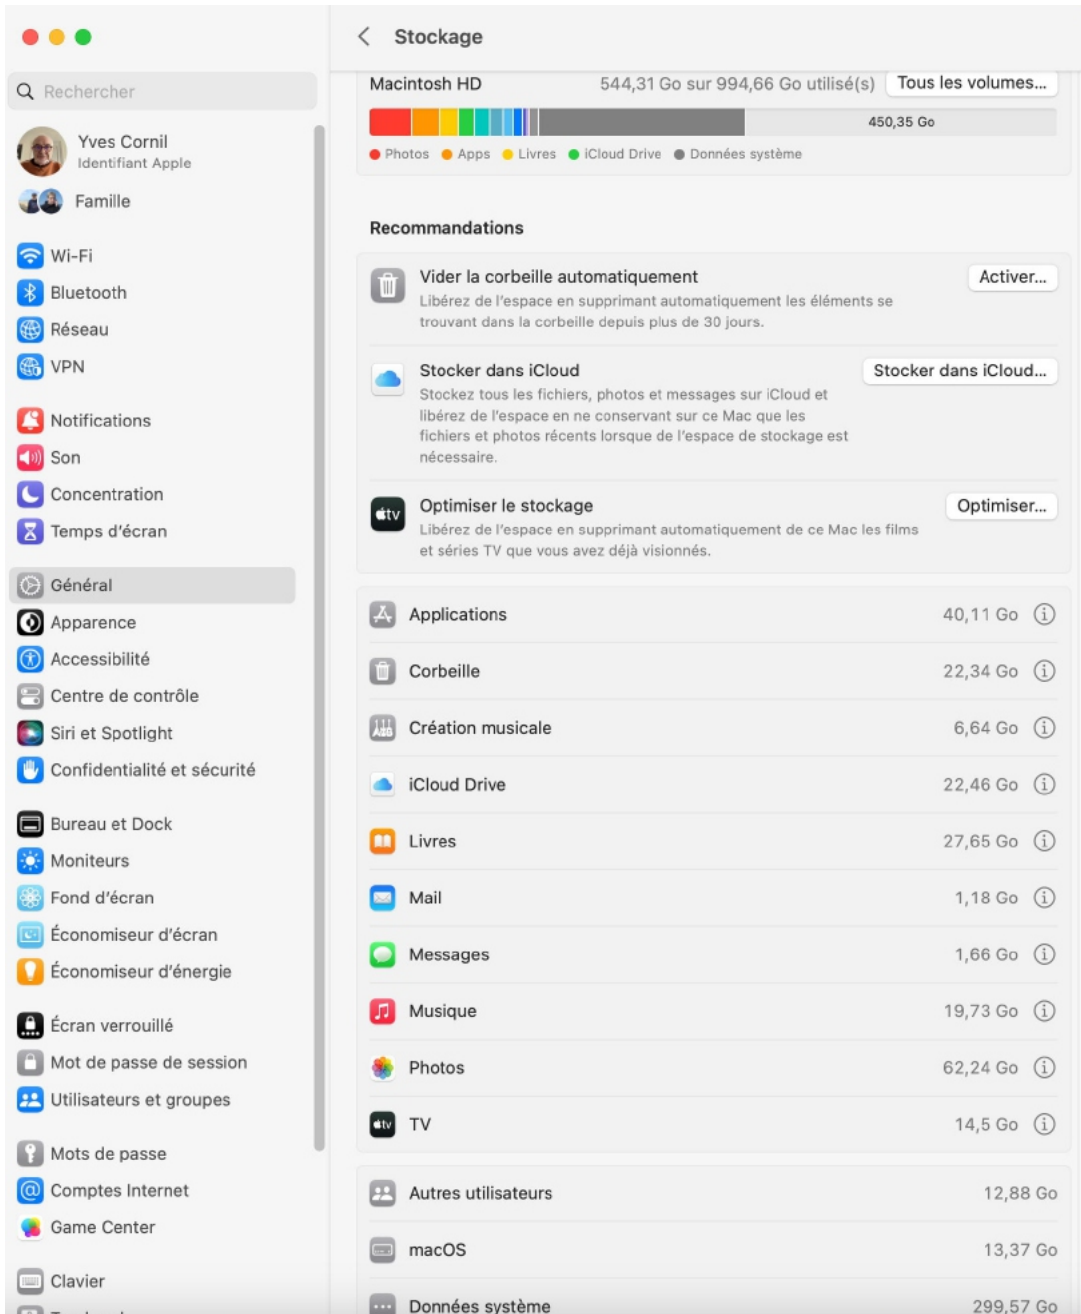 Stockage
Rechercher
Yves Cornil
Identifiant Apple
Famille
Wi-Fi
Bluetooth
Réseau
VPN
Notifications
Son
Concentration
Temps d'écran
Général
Apparence
Accessibilité
Centre de contrôle
Siri et Spotlight
Confidentialité et sécurité
Bureau et Dock
Moniteurs
Fond d'écran
Économiseur d'écran
Économiseur d'énergie
Écran verrouillé
Mot de passe de session
Utilisateurs et groupes
Mots de passe
Comptes Internet
Game Center
Clavier
Macintosh HD 544,31 Go sur 994,66 Go utilisé(s) Tous les volumes...
450,35 Go
Photos Apps Livres iCloud Drive Données système
Recommandations
Vider la corbeille automatiquement Activer...
Libérez de l'espace en supprimant automatiquement les éléments se
trouvant dans la corbeille depuis plus de 30 jours.
Stocker dans iCloud Stocker dans iCloud...
Stockez tous les fichiers, photos et messages sur iCloud et
libérez de l'espace en ne conservant sur ce Mac que les
fichiers et photos récents lorsque de l'espace de stockage est
nécessaire.
tv
Optimiser le stockage Optimiser...
Libérez de l'espace en supprimant automatiquement de ce Mac les films
et séries TV que vous avez déjà visionnés.
Applications 40,11 Go
Corbeille 22,34 Go
Création musicale 6,64 Go
iCloud Drive 22,46 Go
Livres 27,65 Go
Mail 1,18 Go
Messages 1,66 Go
Musique 19,73 Go
Photos 62,24 Go
tv TV 14,5 Go
Autres utilisateurs 12,88 Go
macOS 13,37 Go
Données système 299,57 Go